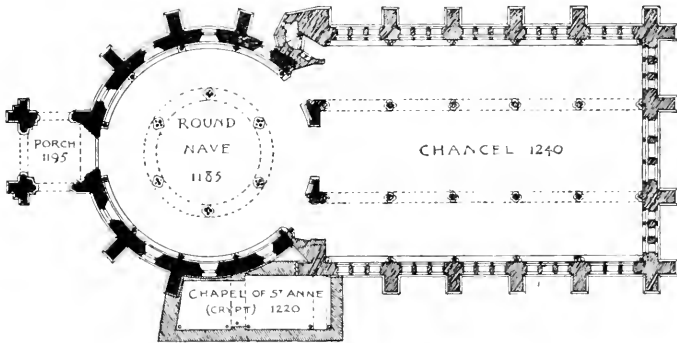 PORCH
1195
ROUND
NAVE
1185
CHANCEL 1240
CHAPEL OF ST ANNE
(CRYPT) 1220